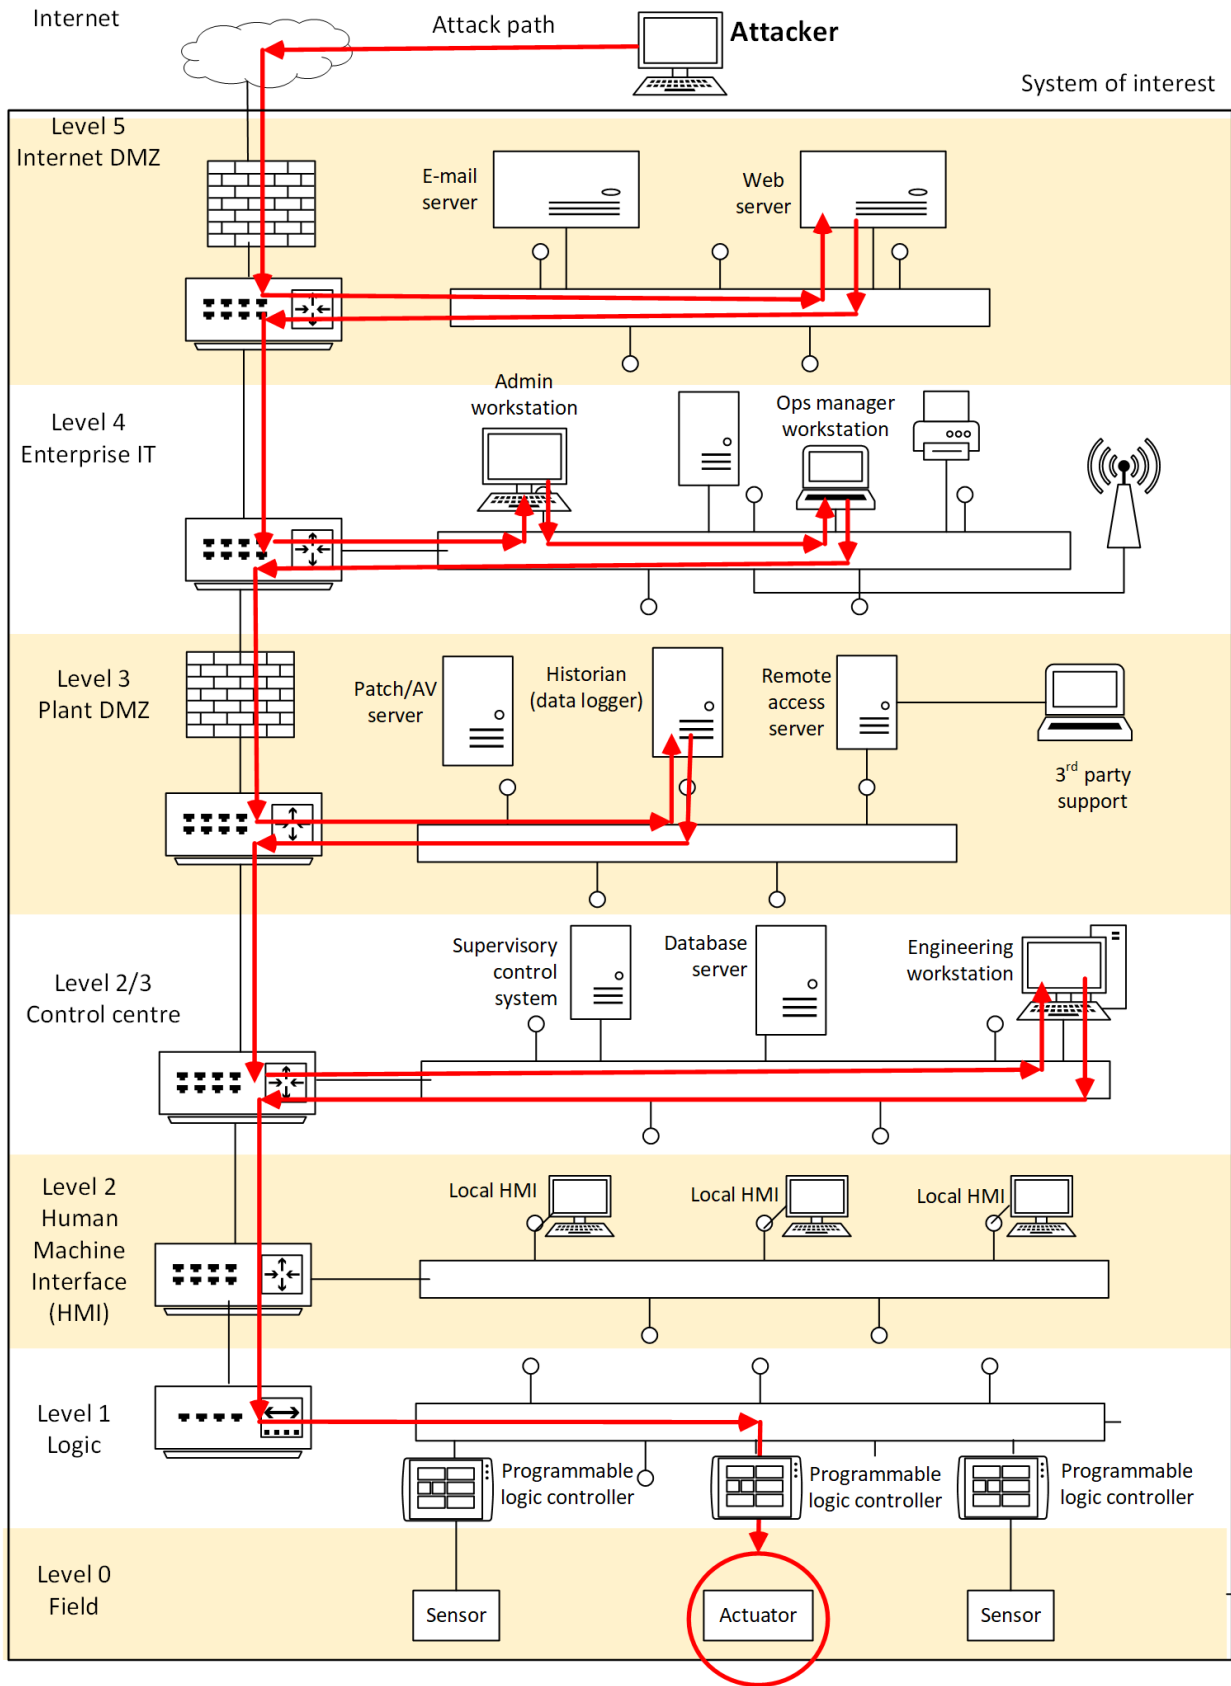 Internet
Attack path
Attacker
System of interest
Level 5
Internet DMZ
E-mail
server
Web
server
Level 4
Enterprise IT
Admin
workstation
Ops manager
workstation
Level 3
Plant DMZ
Patch/AV
server
Historian
(data logger)
Remote
access
server
3rd party
support
Level 2/3
Control centre
Supervisory
control
system
Database
server
Engineering
workstation
Level 2
Human
Machine
Interface
(HMI)
Local HMI
Local HMI
Local HMI
Level 1
Logic
Programmable
logic controller
Programmable
logic controller
Programmable
logic controller
Level 0
Field
Sensor
Actuator
Sensor